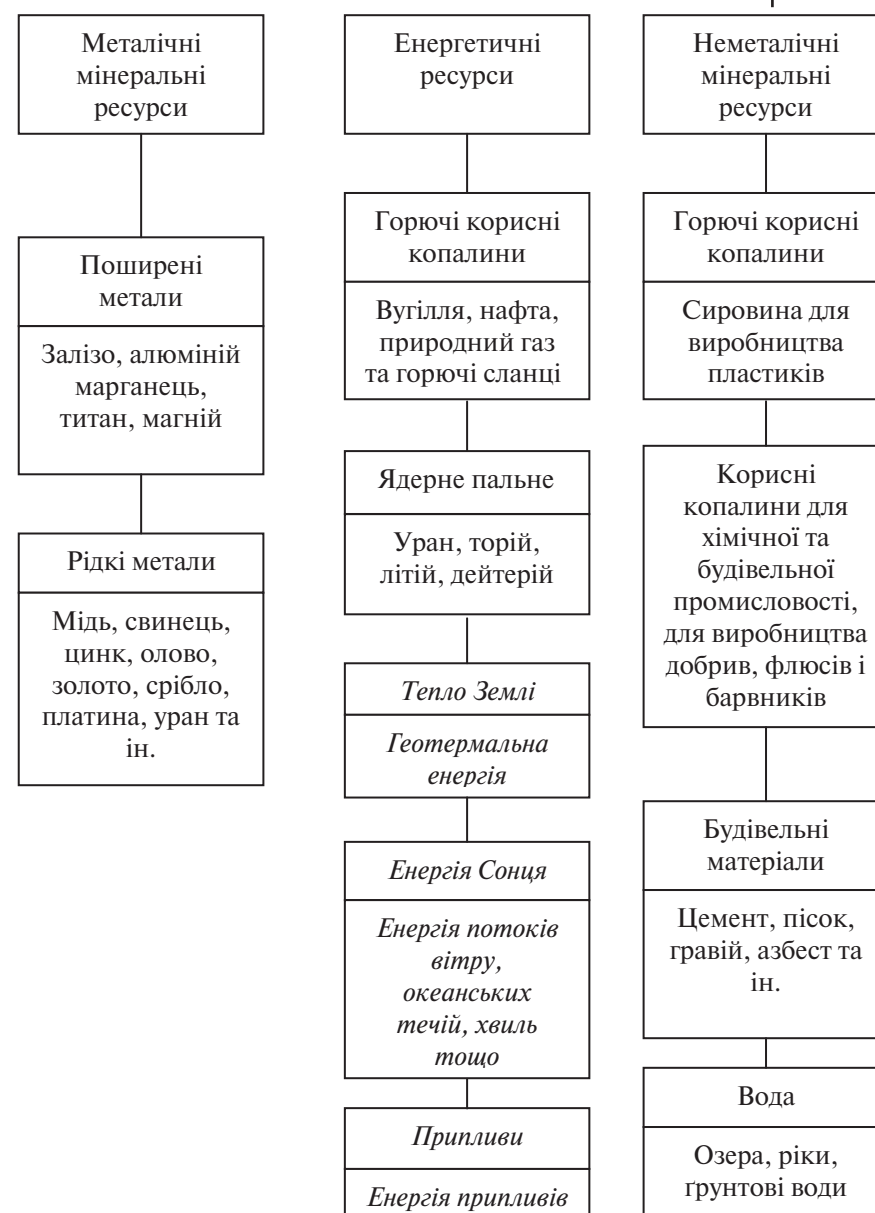 Металічні
мінеральні
ресурси
Поширені
метали
Залізо, алюміній
марганець,
титан, магній
Рідкі метали
Мідь, свинець,
цинк, олово,
золото, срібло,
платина, уран та
ін.
Енергетичні
ресурси
Горючі корисні
копалини
Вугілля, нафта,
природний газ
та горючі сланці
Ядерне пальне
Уран, торій,
літій, дейтерій
Тепло Землі
Геотермальна
енергія
Енергія Сонця
Енергія потоків
вітру,
океанських
течій, хвиль
тощо
Припливи
Енергія припливів
Неметалічні
мінеральні
ресурси
Горючі корисні
копалини
Сировина для
виробництва
пластиків
Корисні
копалини для
хімічної та
будівельної
промисловості,
для виробництва
добрив, флюсів і
барвників
Будівельні
матеріали
Цемент, пісок,
гравій, азбест та
ін.
Вода
Озера, ріки,
ґрунтові води